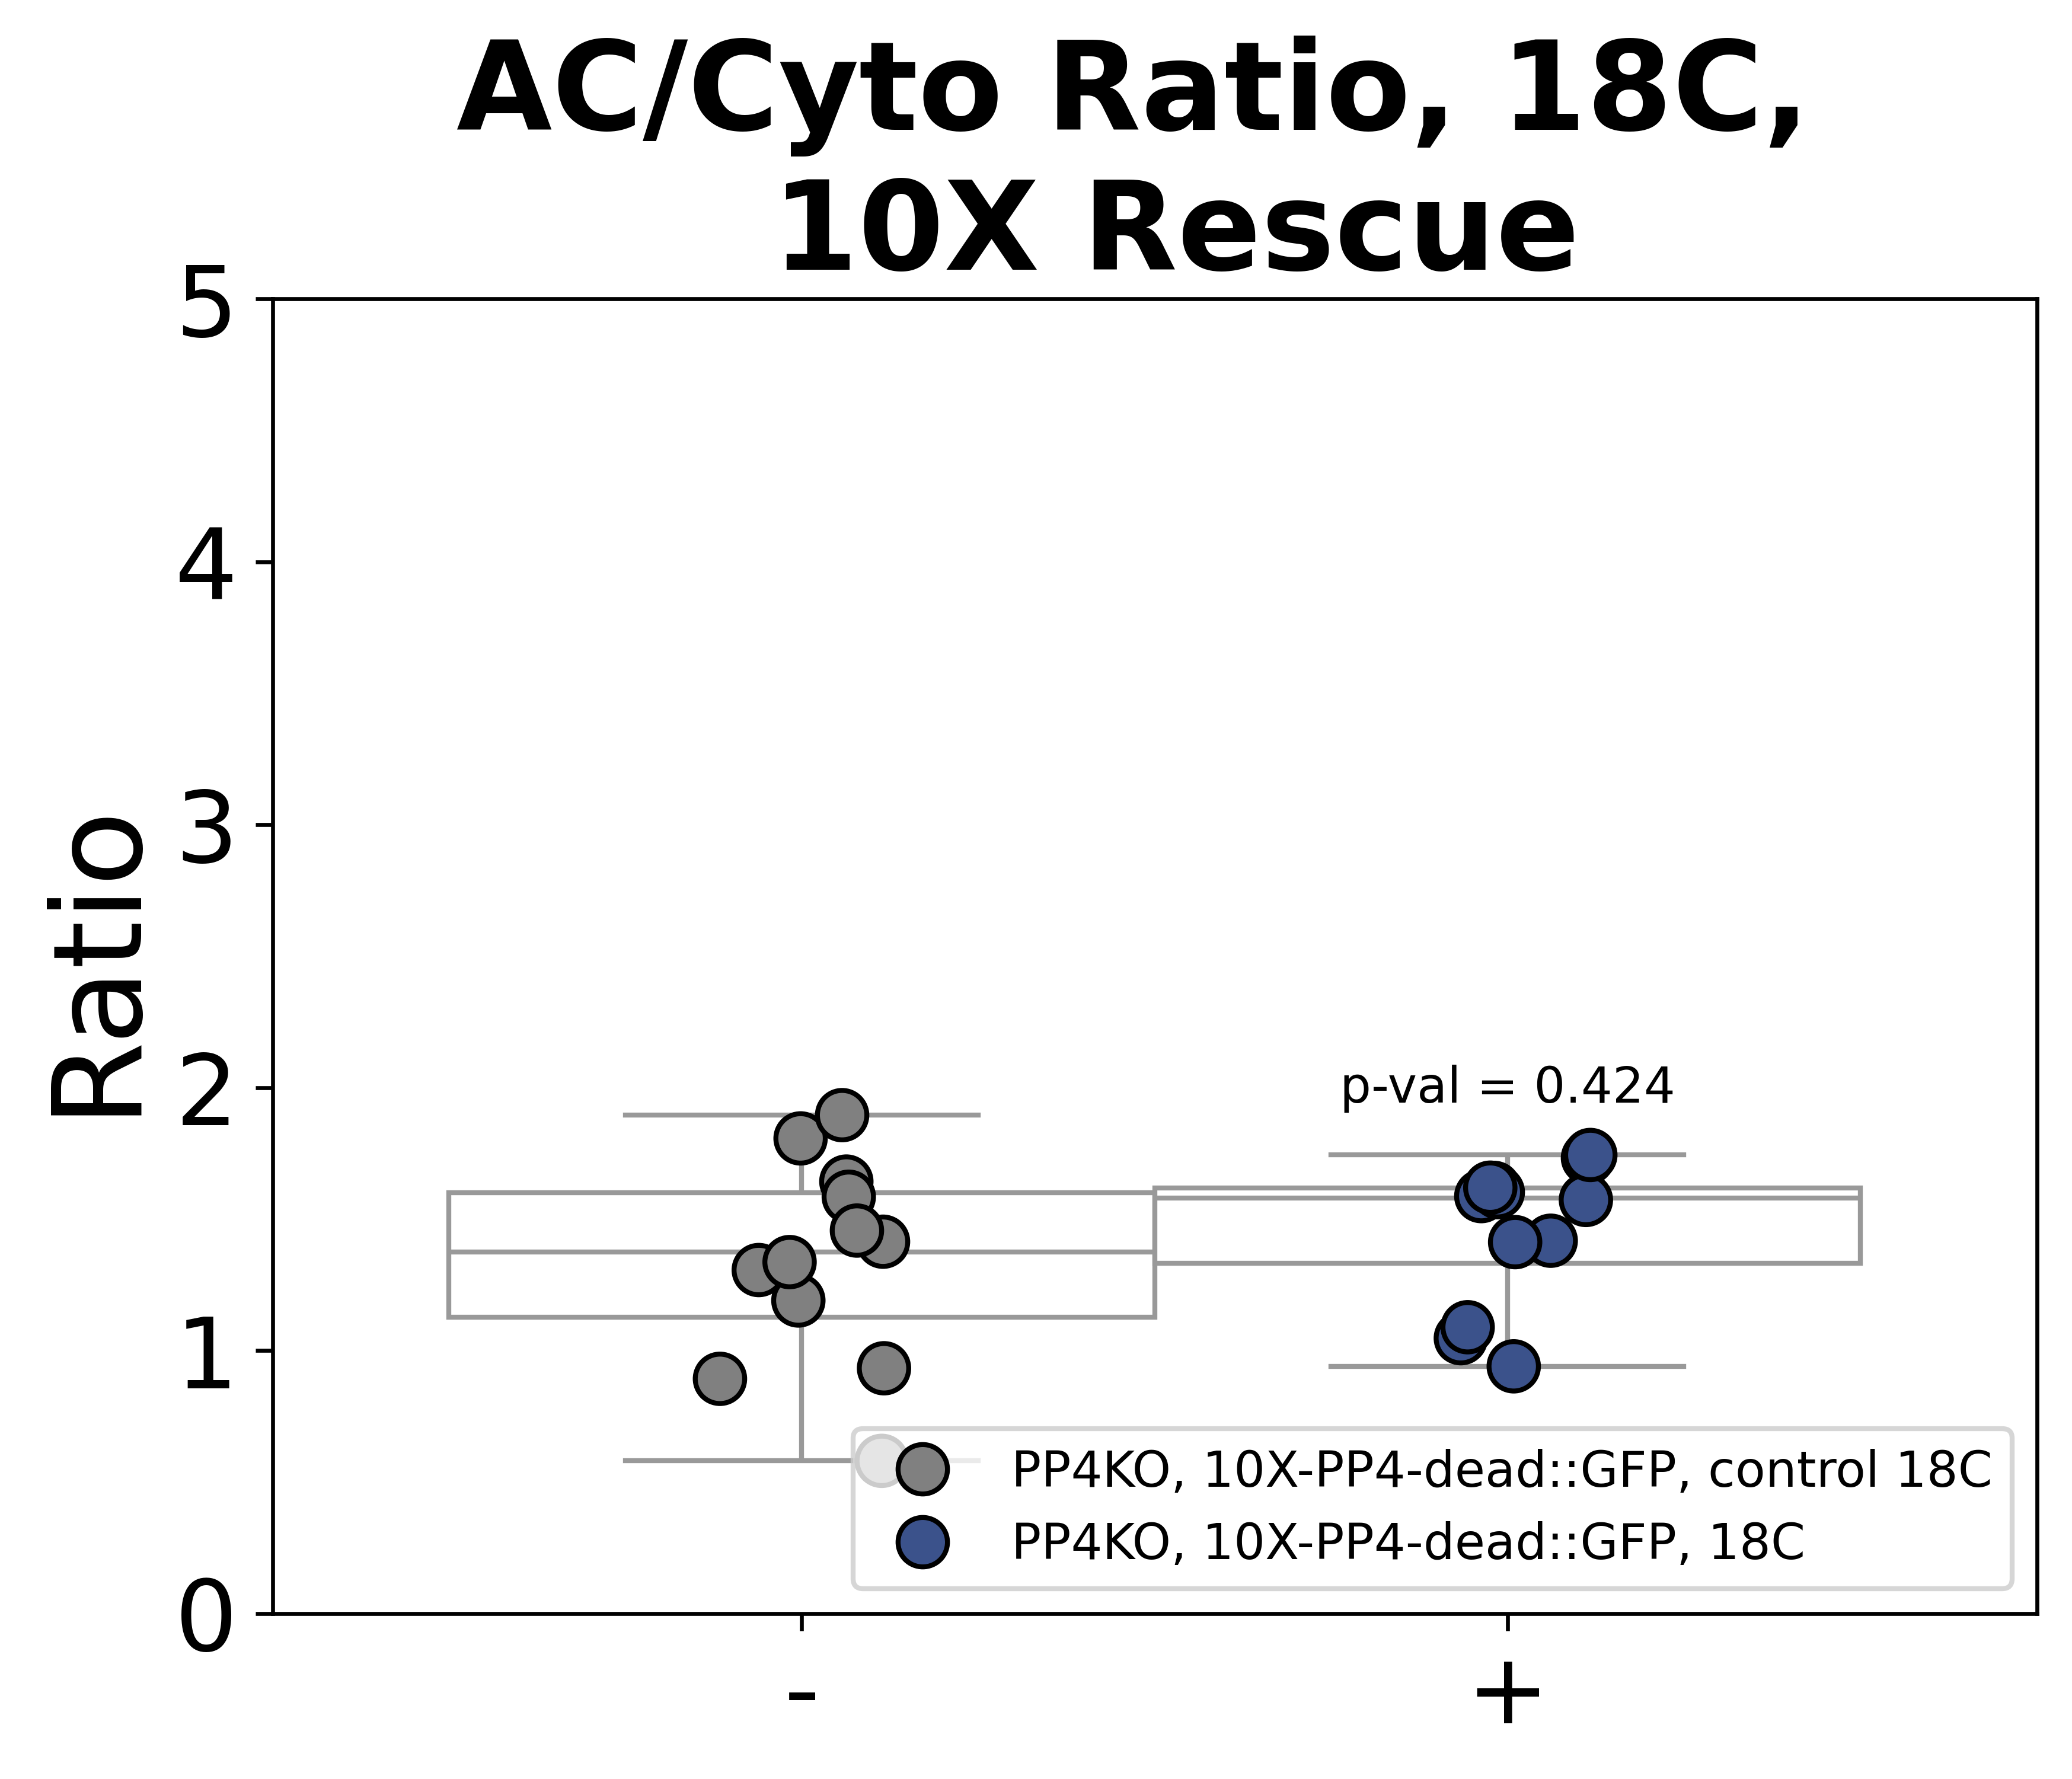 AC/Cyto Ratio, 18C,
10X Rescue
5
4
3
2
1
0
Ratio
p-val = 0.424
PP4KO, 10X-PP4-dead::GFP, control 18C
PP4KO, 10X-PP4-dead::GFP, 18C
- +